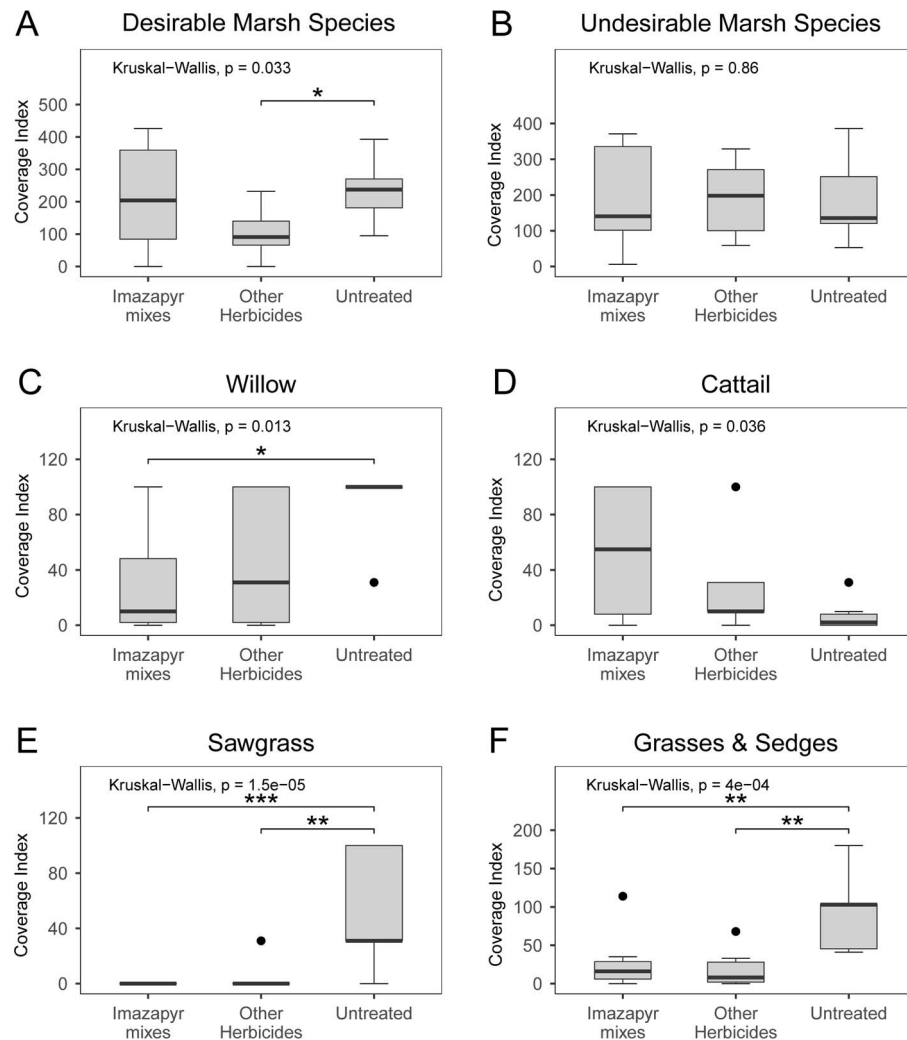 A Desirable Marsh Species
Kruskal−Wallis, p = 0.033
*
Coverage Index
500
400
300
200
100
0
Imazapyr mixes
Other Herbicides
Untreated
B Undesirable Marsh Species
Kruskal−Wallis, p = 0.86
Coverage Index
400
300
200
100
0
Imazapyr mixes
Other Herbicides
Untreated
C Willow
Kruskal−Wallis, p = 0.013
*
Coverage Index
120
80
40
0
Imazapyr mixes
Other Herbicides
Untreated
D Cattail
Kruskal−Wallis, p = 0.036
Coverage Index
120
80
40
0
Imazapyr mixes
Other Herbicides
Untreated
E Sawgrass
Kruskal−Wallis, p = 1.5e−05
***
**
Coverage Index
120
80
40
0
Imazapyr mixes
Other Herbicides
Untreated
F Grasses & Sedges
Kruskal−Wallis, p = 4e−04
**
**
Coverage Index
200
150
100
50
0
Imazapyr mixes
Other Herbicides
Untreated